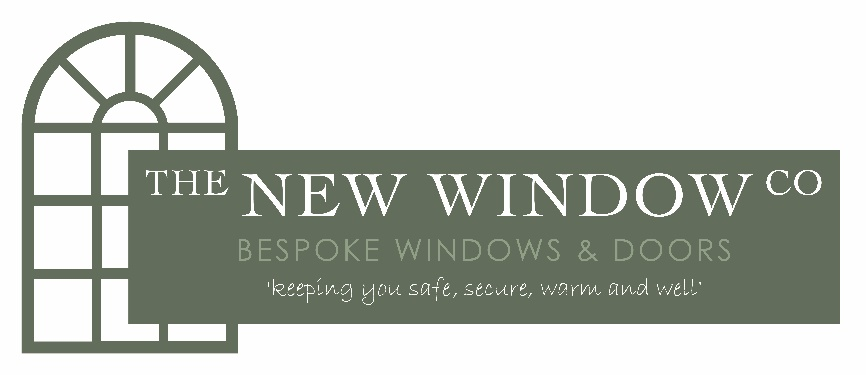 THE NEW WINDOW CO
BESPOKE WINDOWS & DOORS
'keeping you safe, secure, warm and well'